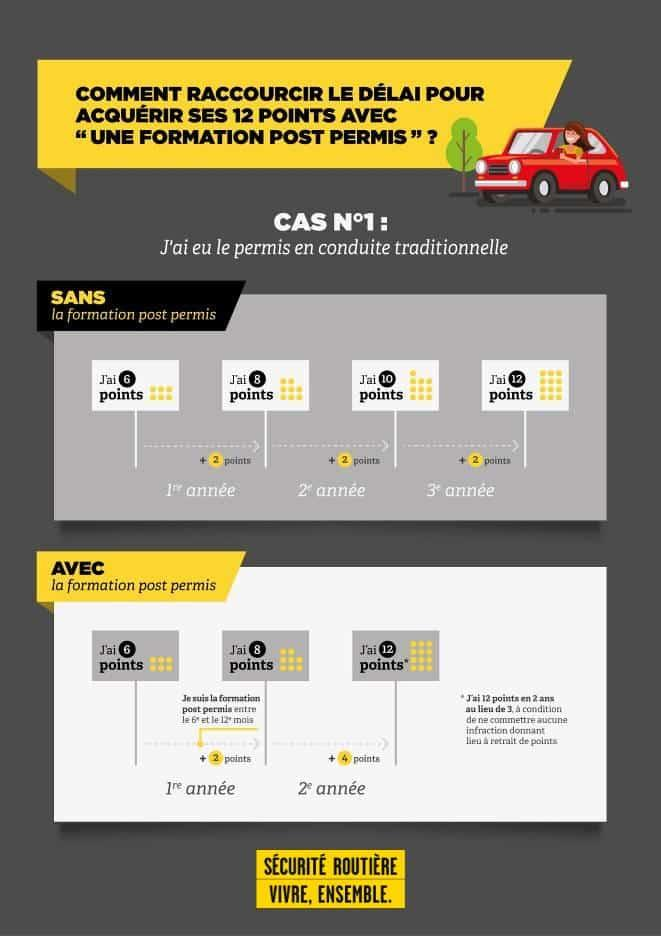 COMMENT RACCOURCIR LE DÉLAI POUR
ACQUÉRIR SES 12 POINTS AVEC
“ UNE FORMATION POST PERMIS ” ?
CAS N°1 :
J'ai eu le permis en conduite traditionnelle
SANS
la formation post permis
J'ai 6 points
J'ai 8 points
J'ai 10 points
J'ai 12 points
+ 2 points
+ 2 points
+ 2 points
1re année
2e année
3e année
AVEC
la formation post permis
J'ai 6 points
J'ai 8 points
J'ai 12 points*
Je suis la formation
post permis entre
le 6e et le 12e mois
* J'ai 12 points en 2 ans
au lieu de 3, à condition
de ne commettre aucune
infraction donnant
lieu à retrait de points
+ 2 points
+ 4 points
1re année
2e année
SÉCURITÉ ROUTIÈRE
VIVRE, ENSEMBLE.